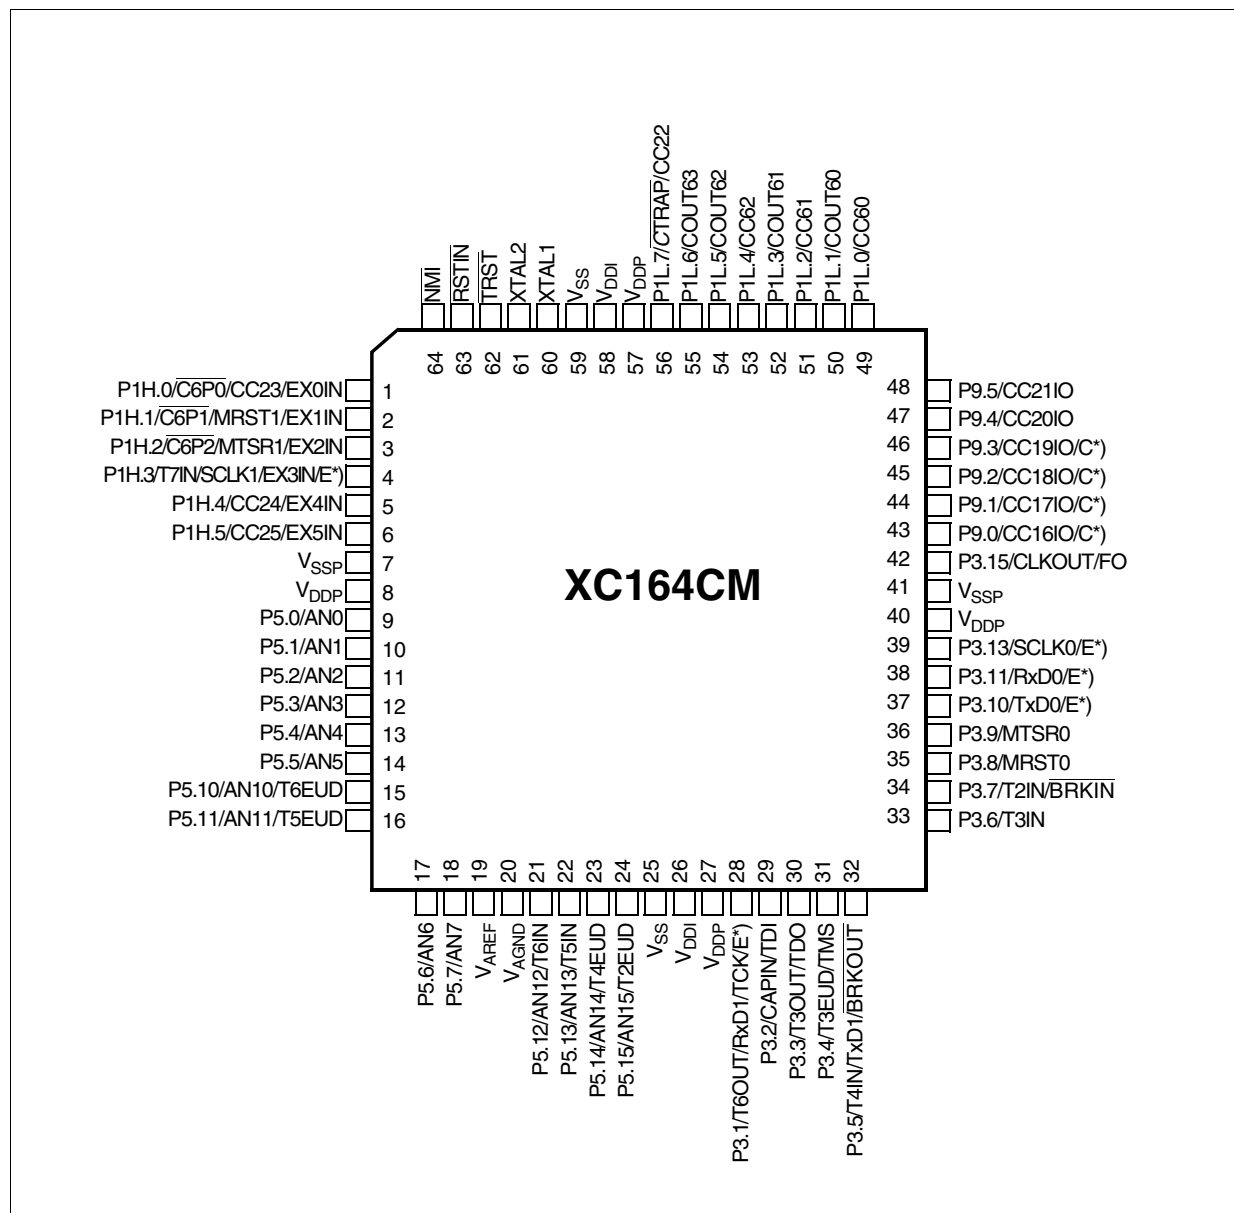 P1L.7/CTRAP/CC22
P1L.6/COUT63
P1L.5/COUT62
P1L.4/CC62
P1L.3/COUT61
P1L.2/CC61
P1L.1/COUT60
P1L.0/CC60
NMI
RSTIN
TRST
XTAL2
XTAL1
VSS
VDDI
VDDP
64
63
62
61
60
59
58
57
56
55
54
53
52
51
50
49
P1H.0/C6P0/CC23/EX0IN 1
P1H.1/C6P1/MRST1/EX1IN 2
P1H.2/C6P2/MTSR1/EX2IN 3
P1H.3/T7IN/SCLK1/EX3IN/E*) 4
P1H.4/CC24/EX4IN 5
P1H.5/CC25/EX5IN 6
VSSP 7
VDDP 8
P5.0/AN0 9
P5.1/AN1 10
P5.2/AN2 11
P5.3/AN3 12
P5.4/AN4 13
P5.5/AN5 14
P5.10/AN10/T6EUD 15
P5.11/AN11/T5EUD 16
XC164CM
48 P9.5/CC21IO
47 P9.4/CC20IO
46 P9.3/CC19IO/C*)
45 P9.2/CC18IO/C*)
44 P9.1/CC17IO/C*)
43 P9.0/CC16IO/C*)
42 P3.15/CLKOUT/FO
41 VSSP
40 VDDP
39 P3.13/SCLK0/E*)
38 P3.11/RxD0/E*)
37 P3.10/TxD0/E*)
36 P3.9/MTSR0
35 P3.8/MRST0
34 P3.7/T2IN/BRKIN
33 P3.6/T3IN
17
18
19
20
21
22
23
24
25
26
27
28
29
30
31
32
P5.6/AN6
P5.7/AN7
VAREF
VAGND
P5.12/AN12/T6IN
P5.13/AN13/T5IN
P5.14/AN14/T4EUD
P5.15/AN15/T2EUD
VSS
VDDI
VDDP
P3.1/T6OUT/RxD1/TCK/E*)
P3.2/CAPIN/TDI
P3.3/T3OUT/TDO
P3.4/T3EUD/TMS
P3.5/T4IN/TxD1/BRKOUT